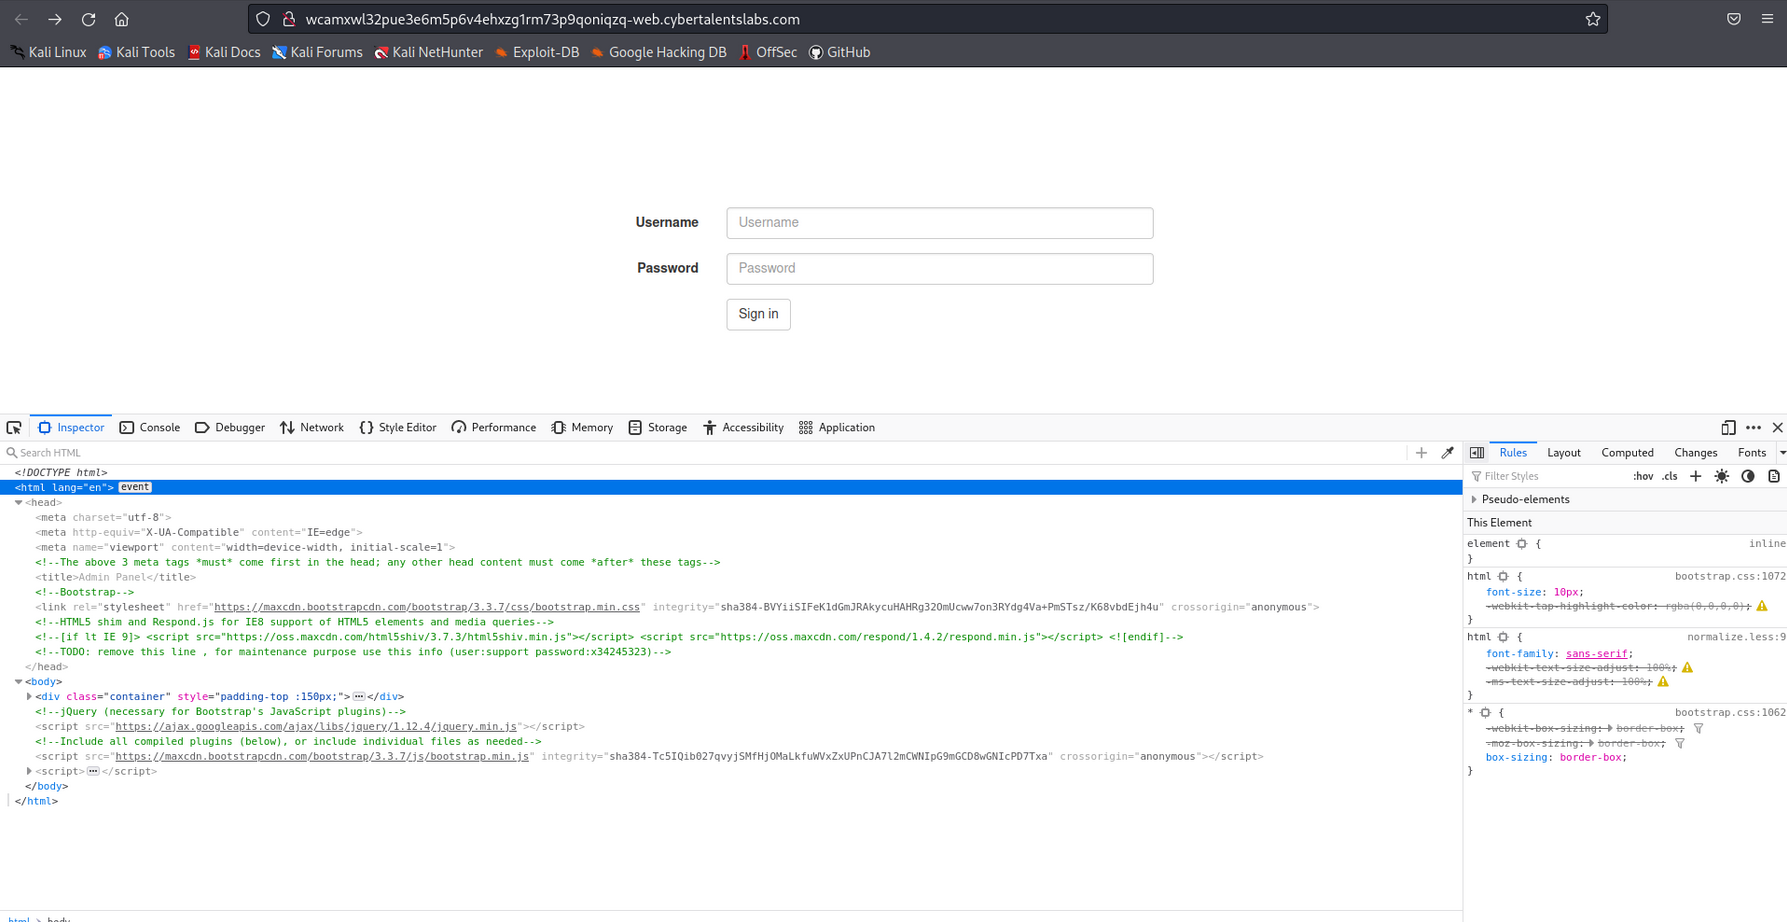 wcamxwl32pue3e6m5p6v4ehxzg1rm73p9qoniqzq-web.cybertalentslabs.com
Kali Linux Kali Tools Kali Docs Kali Forums Kali NetHunter Exploit-DB Google Hacking DB OffSec GitHub
Username Username
Password Password
Sign in
Inspector Console Debugger Network Style Editor Performance Memory Storage Accessibility Application
Search HTML
<!DOCTYPE html>
<html lang="en"> event
<head>
<meta charset="utf-8">
<meta http-equiv="X-UA-Compatible" content="IE=edge">
<meta name="viewport" content="width=device-width, initial-scale=1">
<!--The above 3 meta tags *must* come first in the head; any other head content must come *after* these tags-->
<title>Admin Panel</title>
<!--Bootstrap-->
<link rel="stylesheet" href="https://maxcdn.bootstrapcdn.com/bootstrap/3.3.7/css/bootstrap.min.css" integrity="sha384-BVYiiSIFeK1dGmJRAkycuHAHRg32OmUcww7on3RYdg4Va+PmSTsz/K68vbdEjh4u" crossorigin="anonymous">
<!--HTML5 shim and Respond.js for IE8 support of HTML5 elements and media queries-->
<!--[if lt IE 9]> <script src="https://oss.maxcdn.com/html5shiv/3.7.3/html5shiv.min.js"></script> <script src="https://oss.maxcdn.com/respond/1.4.2/respond.min.js"></script> <![endif]-->
<!--TODO: remove this line , for maintenance purpose use this info (user:support password:x34245323)-->
</head>
<body>
<div class="container" style="padding-top :150px;"> ••• </div>
<!--jQuery (necessary for Bootstrap's JavaScript plugins)-->
<script src="https://ajax.googleapis.com/ajax/libs/jquery/1.12.4/jquery.min.js"></script>
<!--Include all compiled plugins (below), or include individual files as needed-->
<script src="https://maxcdn.bootstrapcdn.com/bootstrap/3.3.7/js/bootstrap.min.js" integrity="sha384-Tc5IQib027qvyjSMfHjOMaLkfuWVxZxUPnCJA7l2mCWNIpG9mGCD8wGNIcPD7Txa" crossorigin="anonymous"></script>
<script> ••• </script>
</body>
</html>
html > body
Rules Layout Computed Changes Fonts
Filter Styles :hov .cls
Pseudo-elements
This Element
element { inline
}
html { bootstrap.css:1072
font-size: 10px;
-webkit-tap-highlight-color: rgba(0,0,0,0);
}
html { normalize.less:9
font-family: sans-serif;
-webkit-text-size-adjust: 100%;
-ms-text-size-adjust: 100%;
}
* { bootstrap.css:1062
-webkit-box-sizing: border-box;
-moz-box-sizing: border-box;
box-sizing: border-box;
}